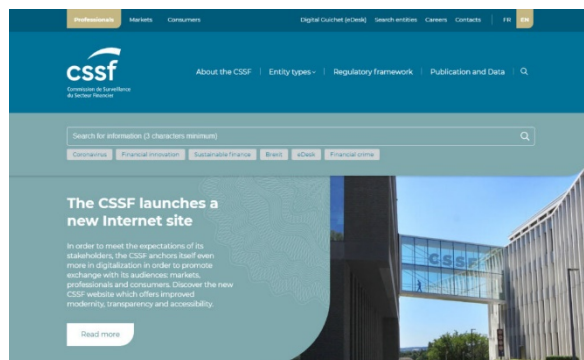 Professionals Markets Consumers Digital Guichet (eDesk) Search entities Careers Contacts FR EN
cssf
Commission de Surveillance
du Secteur Financier
About the CSSF Entity types Regulatory framework Publication and Data
Search for information (3 characters minimum)
Coronavirus Financial innovation Sustainable finance Brexit eDesk Financial crime
The CSSF launches a
new Internet site
In order to meet the expectations of its
stakeholders, the CSSF anchors itself even
more in digitalization in order to promote
exchange with its audiences: markets,
professionals and consumers. Discover the new
CSSF website which offers improved
modernity, transparency and accessibility.
Read more
CSSF